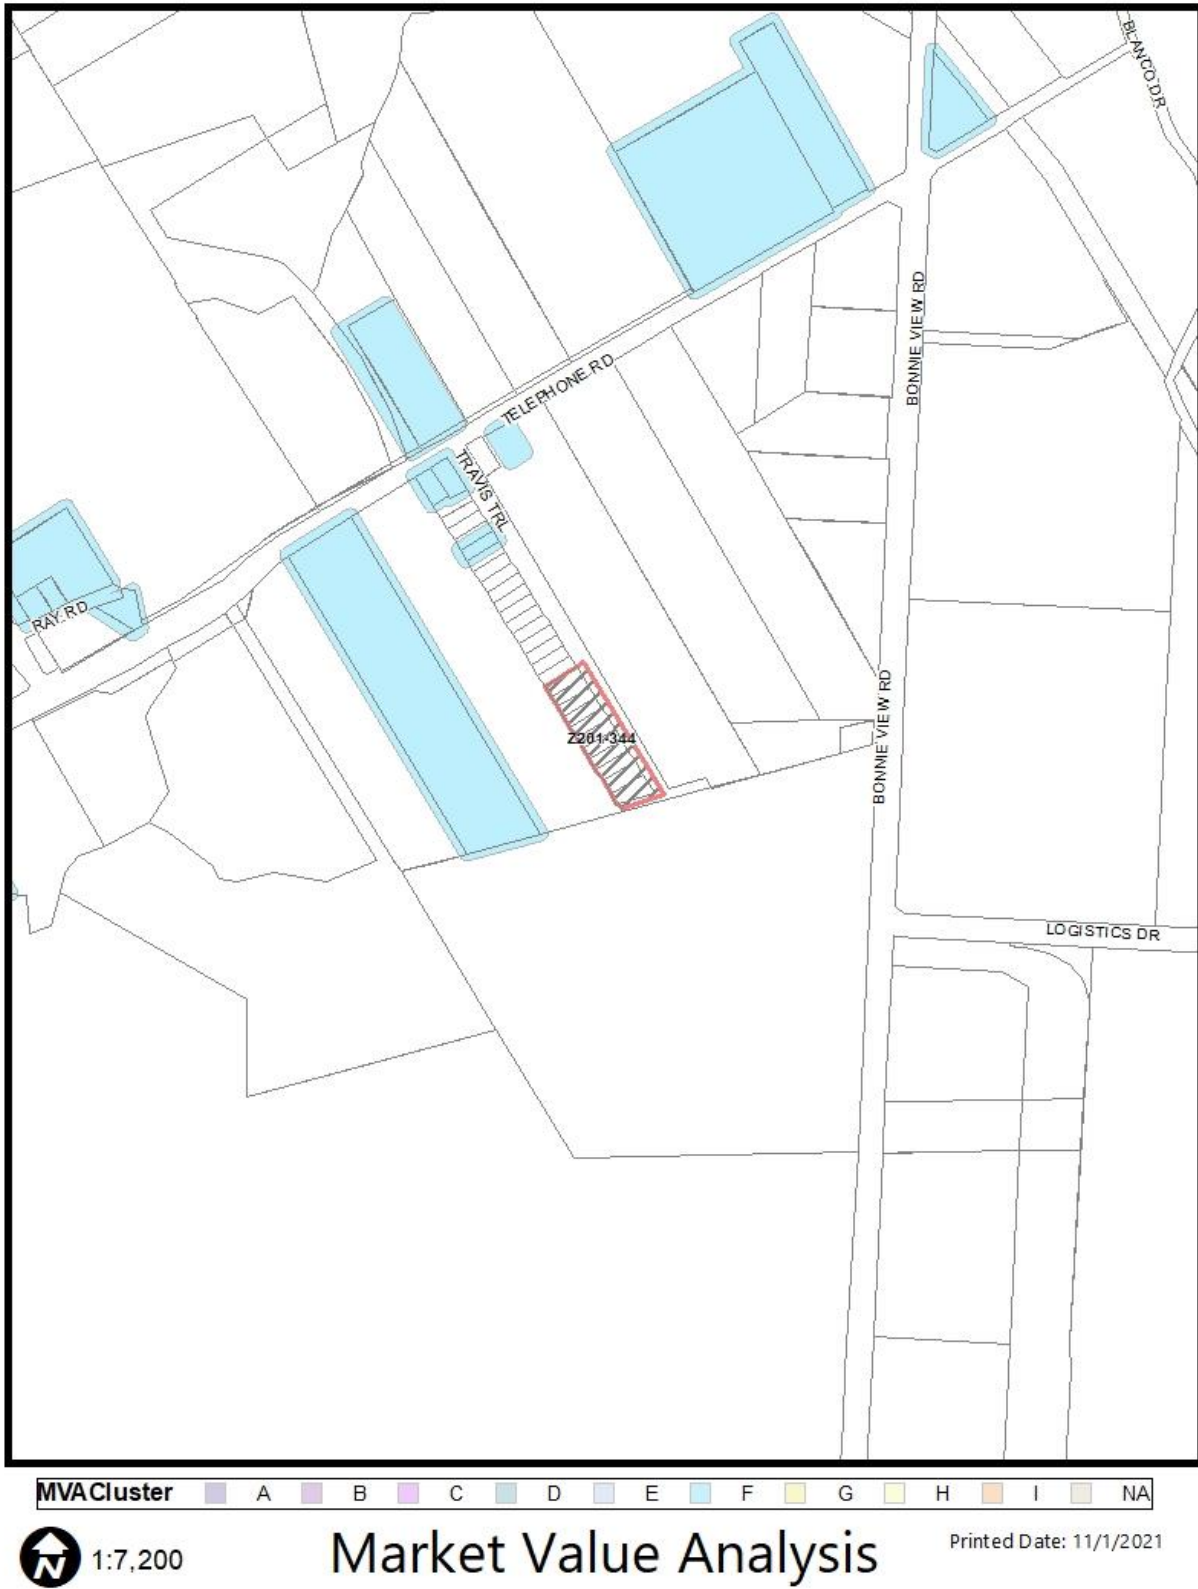 BLANCO DR
BONNIE VIEW RD
TELEPHONE RD
TRAVIS TRL
RAY RD
Z201-344
BONNIE VIEW RD
LOGISTICS DR
MVACluster A B C D E F G H I NA
N 1:7,200
Market Value Analysis
Printed Date: 11/1/2021